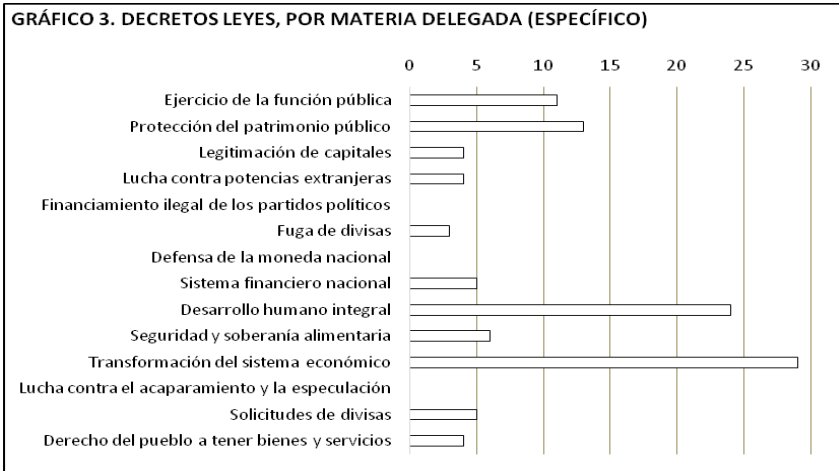 GRÁFICO 3. DECRETOS LEYES, POR MATERIA DELEGADA (ESPECÍFICO)
0 5 10 15 20 25 30
Ejercicio de la función pública
Protección del patrimonio público
Legitimación de capitales
Lucha contra potencias extranjeras
Financiamiento ilegal de los partidos políticos
Fuga de divisas
Defensa de la moneda nacional
Sistema financiero nacional
Desarrollo humano integral
Seguridad y soberanía alimentaria
Transformación del sistema económico
Lucha contra el acaparamiento y la especulación
Solicitudes de divisas
Derecho del pueblo a tener bienes y servicios